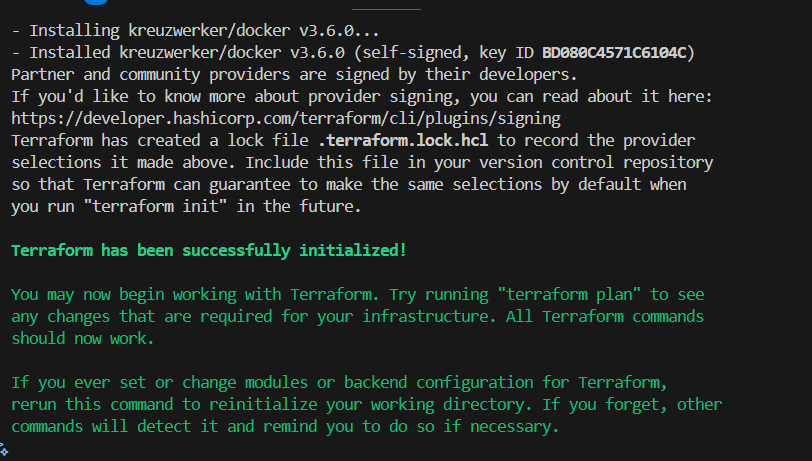 - Installing kreuzwerker/docker v3.6.0...
- Installed kreuzwerker/docker v3.6.0 (self-signed, key ID BD080C4571C6104C)
Partner and community providers are signed by their developers.
If you'd like to know more about provider signing, you can read about it here:
https://developer.hashicorp.com/terraform/cli/plugins/signing
Terraform has created a lock file .terraform.lock.hcl to record the provider
selections it made above. Include this file in your version control repository
so that Terraform can guarantee to make the same selections by default when
you run "terraform init" in the future.

Terraform has been successfully initialized!

You may now begin working with Terraform. Try running "terraform plan" to see
any changes that are required for your infrastructure. All Terraform commands
should now work.

If you ever set or change modules or backend configuration for Terraform,
rerun this command to reinitialize your working directory. If you forget, other
commands will detect it and remind you to do so if necessary.